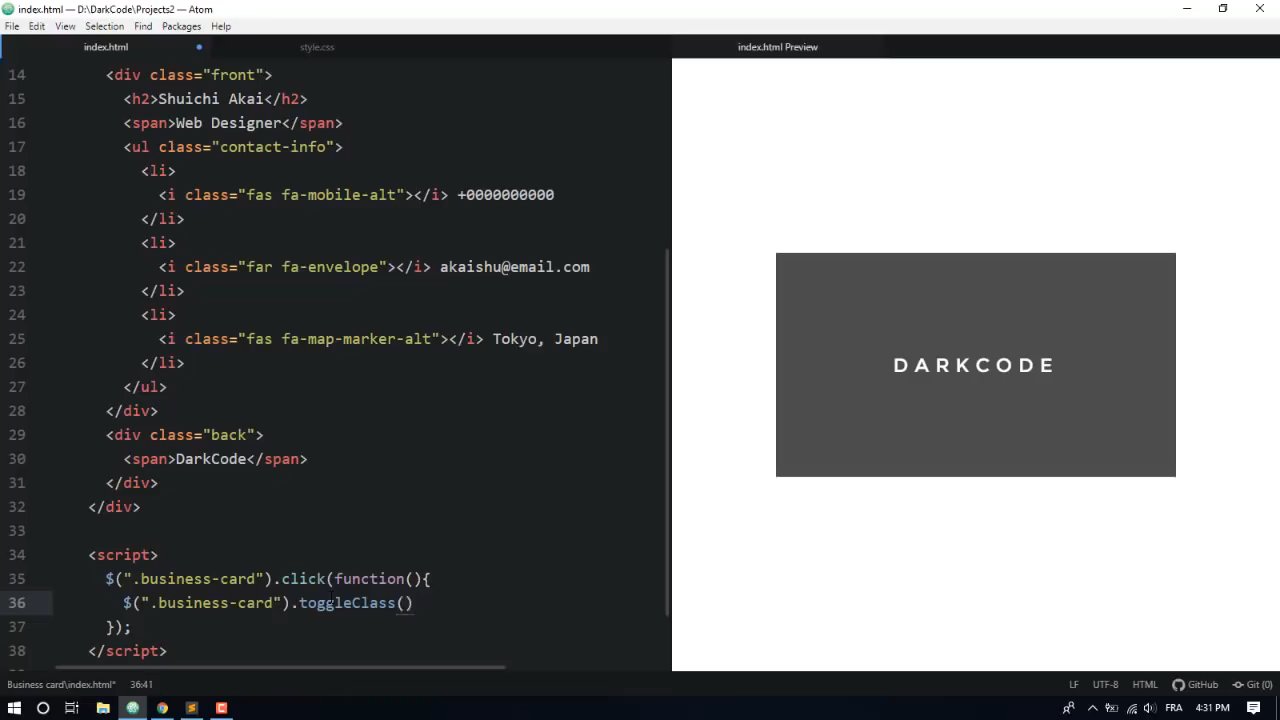 index.html — D:\DarkCode\Projects2 — Atom
File Edit View Selection Find Packages Help
index.html style.css index.html Preview
14 <div class="front">
15 <h2>Shuichi Akai</h2>
16 <span>Web Designer</span>
17 <ul class="contact-info">
18 <li>
19 <i class="fas fa-mobile-alt"></i> +0000000000
20 </li>
21 <li>
22 <i class="far fa-envelope"></i> akaishu@email.com
23 </li>
24 <li>
25 <i class="fas fa-map-marker-alt"></i> Tokyo, Japan
26 </li>
27 </ul>
28 </div>
29 <div class="back">
30 <span>DarkCode</span>
31 </div>
32 </div>
33
34 <script>
35 $(".business-card").click(function(){
36 $(".business-card").toggleClass()
37 });
38 </script>
DARKCODE
Business card\index.html* 36:41 LF UTF-8 HTML GitHub Git (0)
FRA 4:31 PM